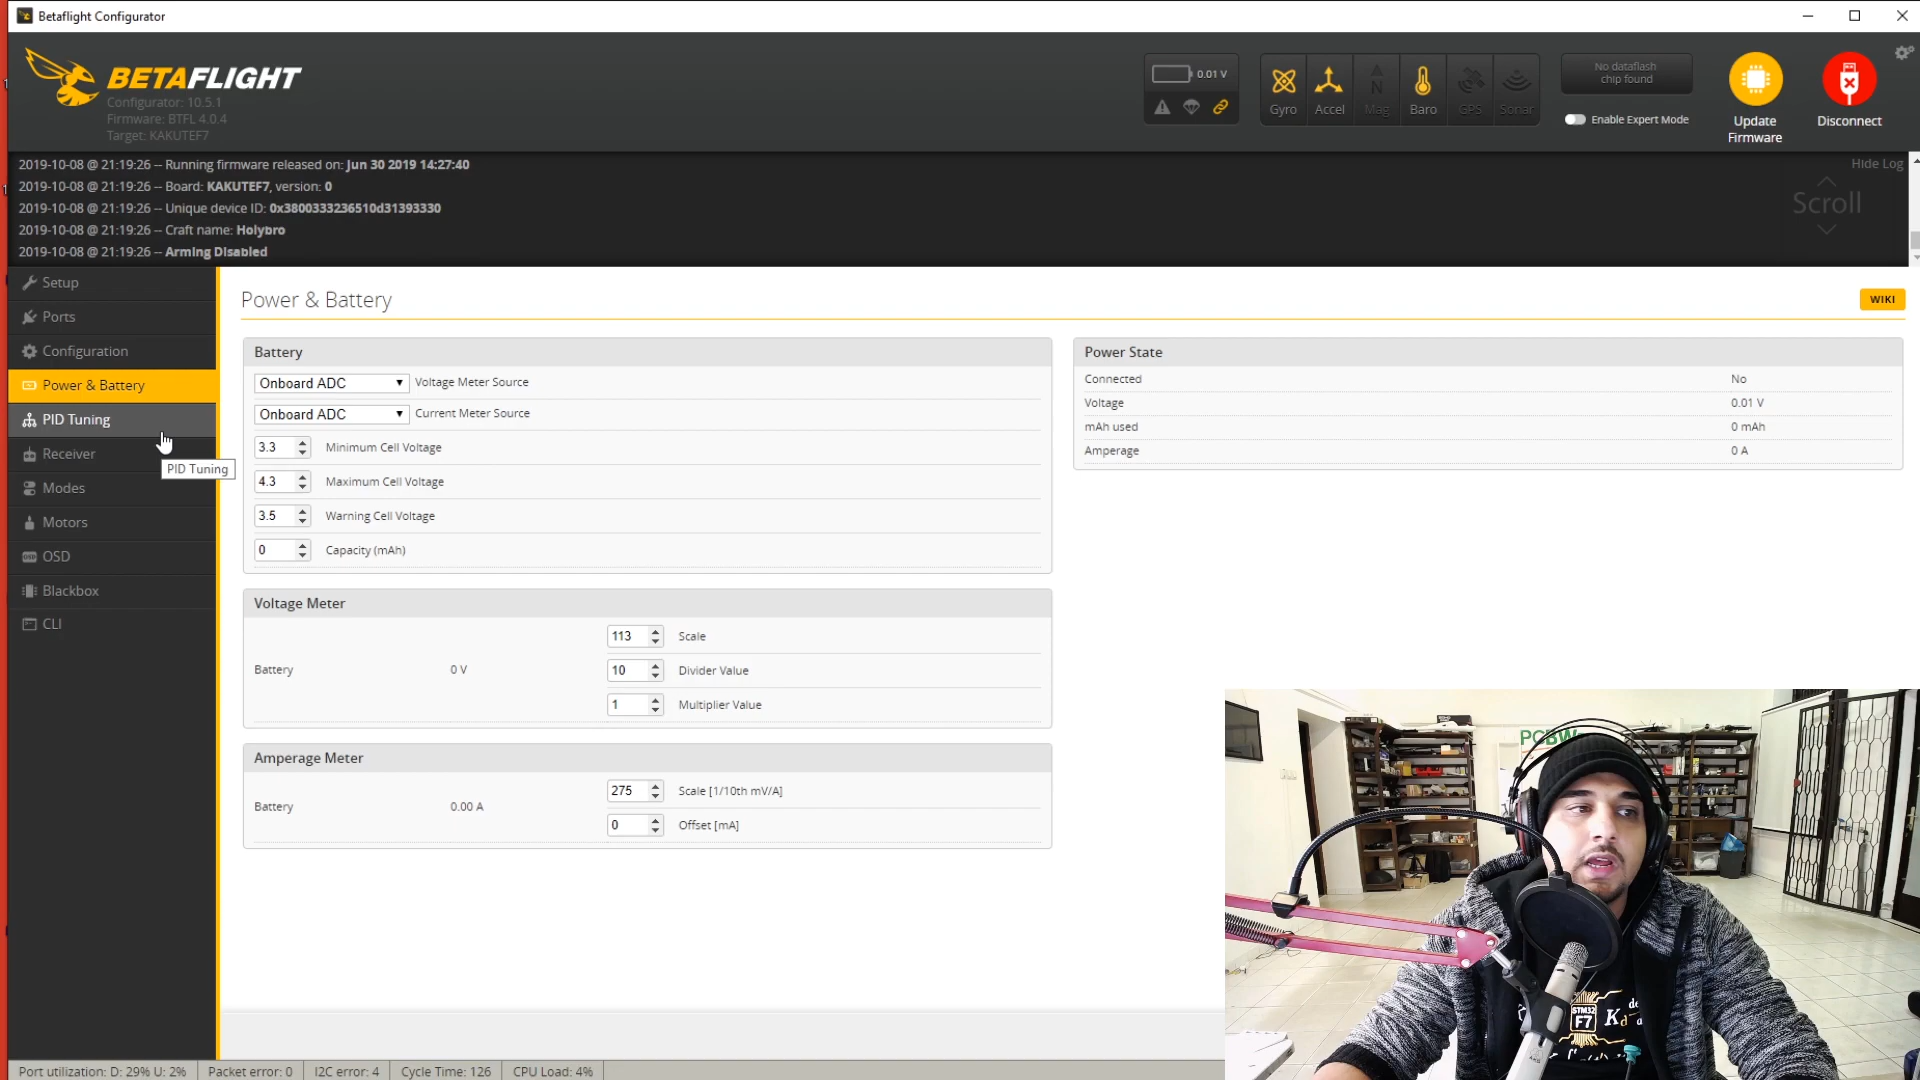 Betaflight Configurator
BETAFLIGHT
Configurator: 10.5.1
Firmware: BTFL 4.0.4
Target: KAKUTEF7
0.01 V
Gyro
Accel
Mag
Baro
GPS
Sonar
No dataflash
chip found
Enable Expert Mode
Update
Firmware
Disconnect
2019-10-08 @ 21:19:26 -- Running firmware released on: Jun 30 2019 14:27:40
2019-10-08 @ 21:19:26 -- Board: KAKUTEF7, version: 0
2019-10-08 @ 21:19:26 -- Unique device ID: 0x3800333236510d31393330
2019-10-08 @ 21:19:26 -- Craft name: Holybro
2019-10-08 @ 21:19:26 -- Arming Disabled
Hide Log
Scroll
Setup
Ports
Configuration
Power & Battery
PID Tuning
Receiver
PID Tuning
Modes
Motors
OSD
Blackbox
CLI
Power & Battery
WIKI
Battery
Onboard ADC Voltage Meter Source
Onboard ADC Current Meter Source
3.3 Minimum Cell Voltage
4.3 Maximum Cell Voltage
3.5 Warning Cell Voltage
0 Capacity (mAh)
Power State
Connected No
Voltage 0.01 V
mAh used 0 mAh
Amperage 0 A
Voltage Meter
113 Scale
Battery 0 V 10 Divider Value
1 Multiplier Value
Amperage Meter
275 Scale [1/10th mV/A]
Battery 0.00 A
0 Offset [mA]
PCBW
STM32
F7
Port utilization: D: 29% U: 2%
Packet error: 0
I2C error: 4
Cycle Time: 126
CPU Load: 4%